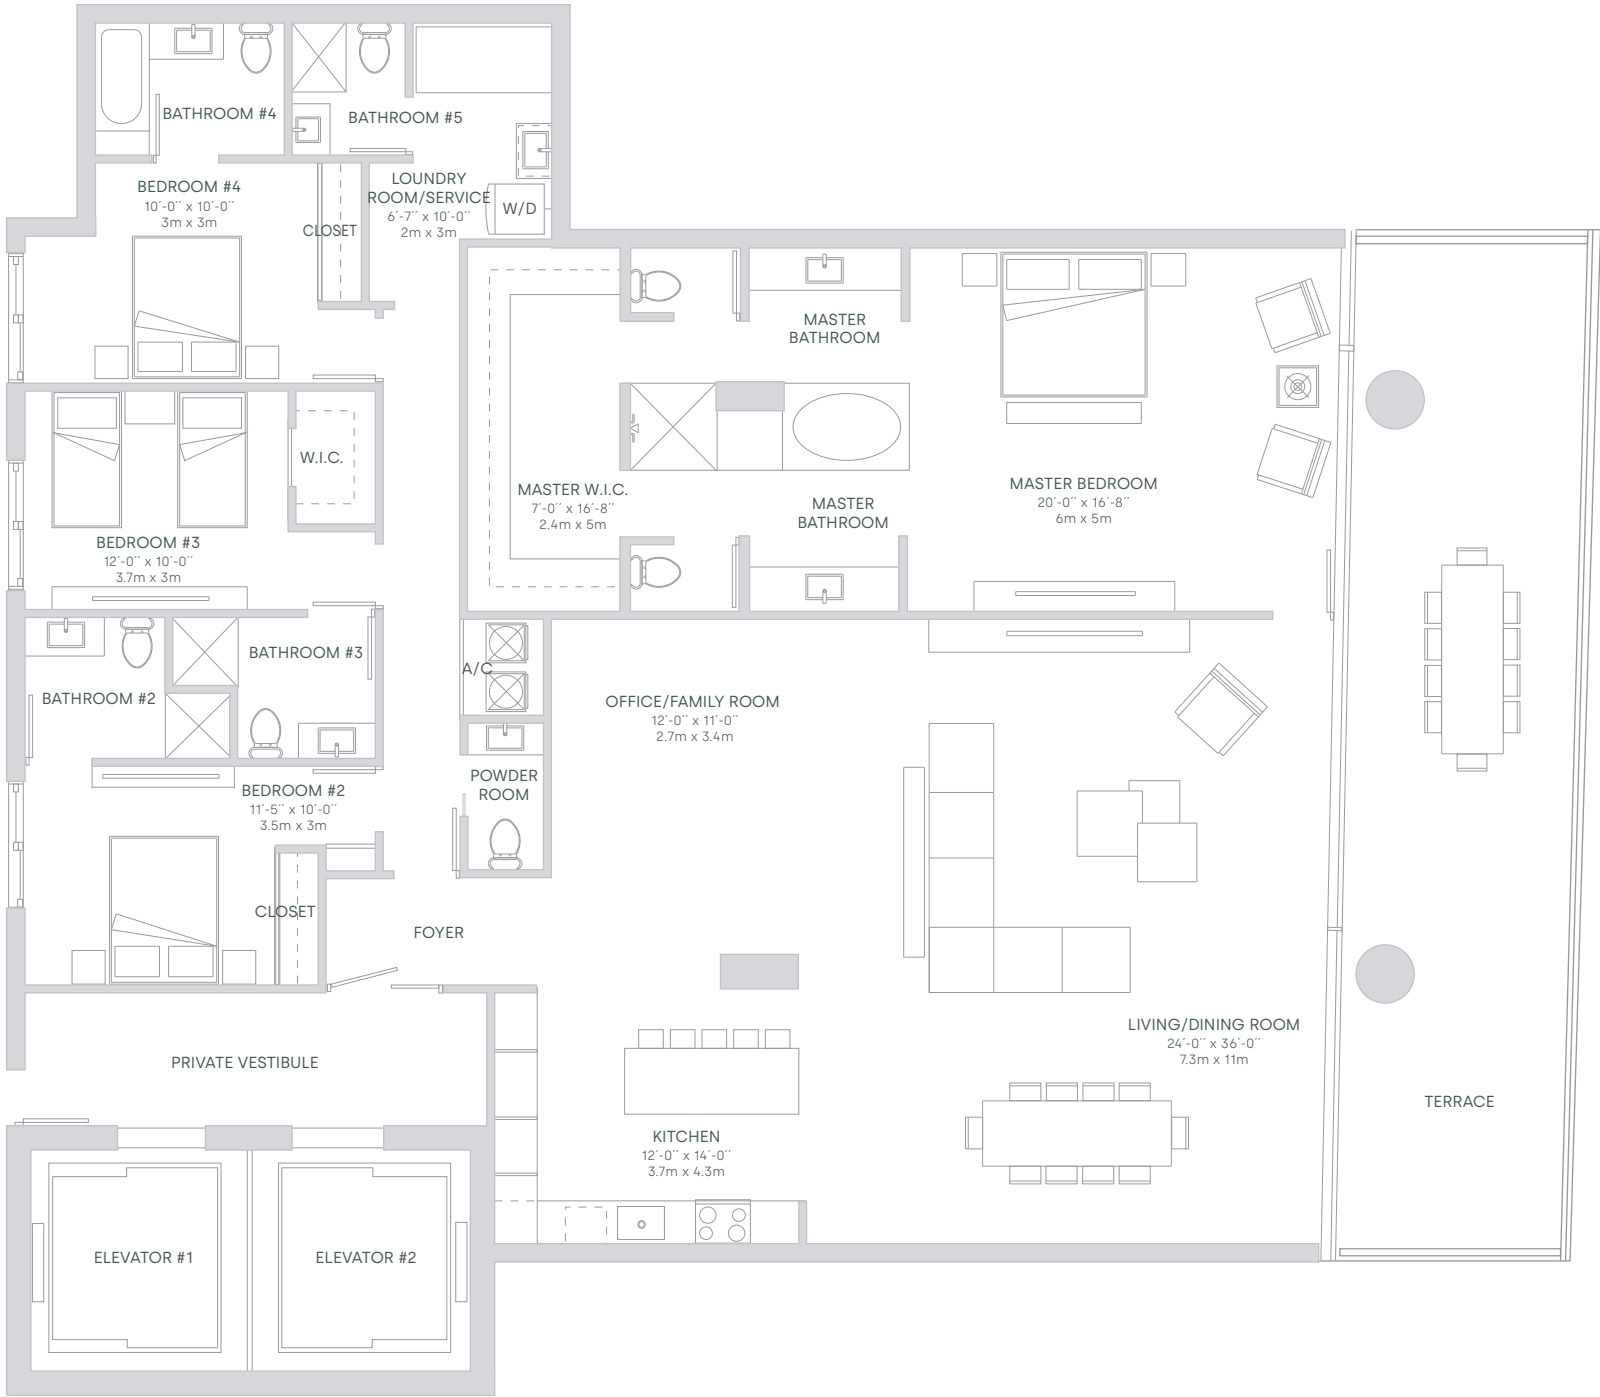 BATHROOM #4
BATHROOM #5
BEDROOM #4
10´-0´´ x 10´-0´´
3m x 3m
CLOSET
LOUNDRY
ROOM/SERVICE
6´-7´´ x 10´-0´´
2m x 3m
W/D
MASTER
BATHROOM
W.I.C.
MASTER W.I.C.
7´-0´´ x 16´-8´´
2.4m x 5m
MASTER
BATHROOM
MASTER BEDROOM
20´-0´´ x 16´-8´´
6m x 5m
BEDROOM #3
12´-0´´ x 10´-0´´
3.7m x 3m
BATHROOM #3
BATHROOM #2
A/C
OFFICE/FAMILY ROOM
12´-0´´ x 11´-0´´
2.7m x 3.4m
POWDER
ROOM
BEDROOM #2
11´-5´´ x 10´-0´´
3.5m x 3m
CLOSET
FOYER
LIVING/DINING ROOM
24´-0´´ x 36´-0´´
7.3m x 11m
PRIVATE VESTIBULE
TERRACE
KITCHEN
12´-0´´ x 14´-0´´
3.7m x 4.3m
ELEVATOR #1
ELEVATOR #2